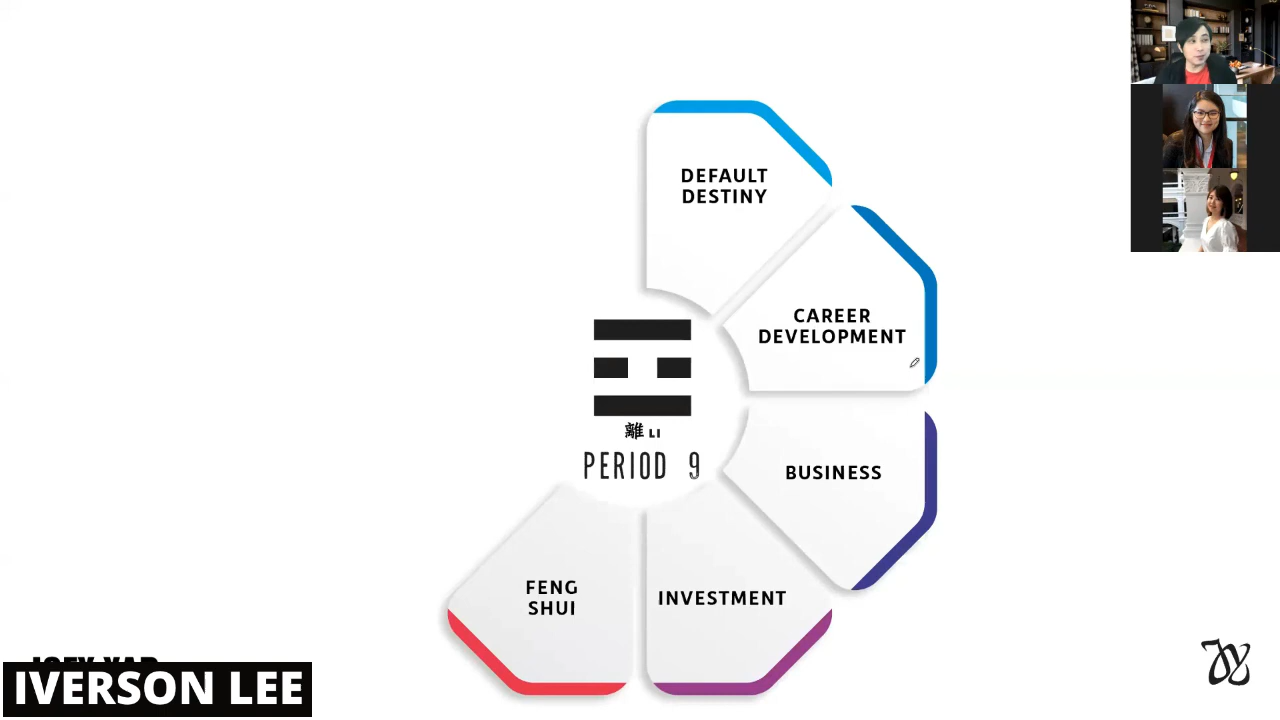 DEFAULT
DESTINY
CAREER
DEVELOPMENT
離 LI
PERIOD 9
BUSINESS
FENG
SHUI
INVESTMENT
IVERSON LEE